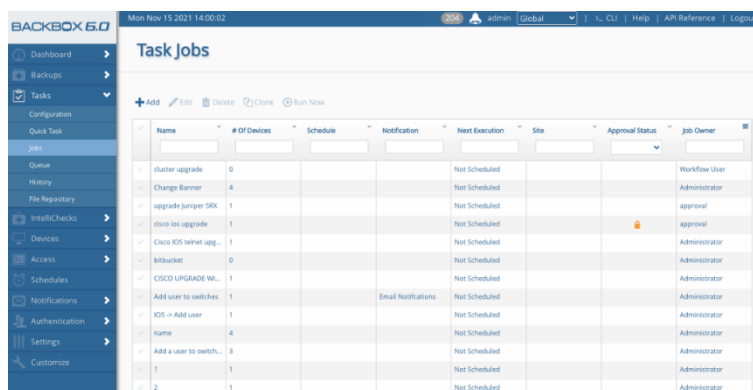 BACKBOX 6.0
Mon Nov 15 2021 14:00:02
204 admin Global | >_ CLI | Help | API Reference | Logou
Dashboard
Backups
Tasks
Configuration
Quick Task
Jobs
Queue
History
File Repository
IntelliChecks
Devices
Access
Schedules
Notifications
Authentication
Settings
Customize
Task Jobs
Add Edit Delete Clone Run Now
Name # Of Devices Schedule Notification Next Execution Site Approval Status Job Owner
cluster upgrade 0 Not Scheduled Workflow User
Change Banner 4 Not Scheduled Administrator
upgrade Juniper SRX 1 Not Scheduled approval
cisco ios upgrade 1 Not Scheduled approval
Cisco IOS telnet upg... 1 Not Scheduled Administrator
bitbucket 0 Not Scheduled Administrator
CISCO UPGRADE WI... 1 Not Scheduled Administrator
Add user to switches 1 Email Notifcations Not Scheduled Administrator
IOS -> Add user 1 Not Scheduled Administrator
name 4 Not Scheduled Administrator
Add a user to switch... 3 Not Scheduled Administrator
1 1 Not Scheduled Administrator
2 1 Not Scheduled Administrator